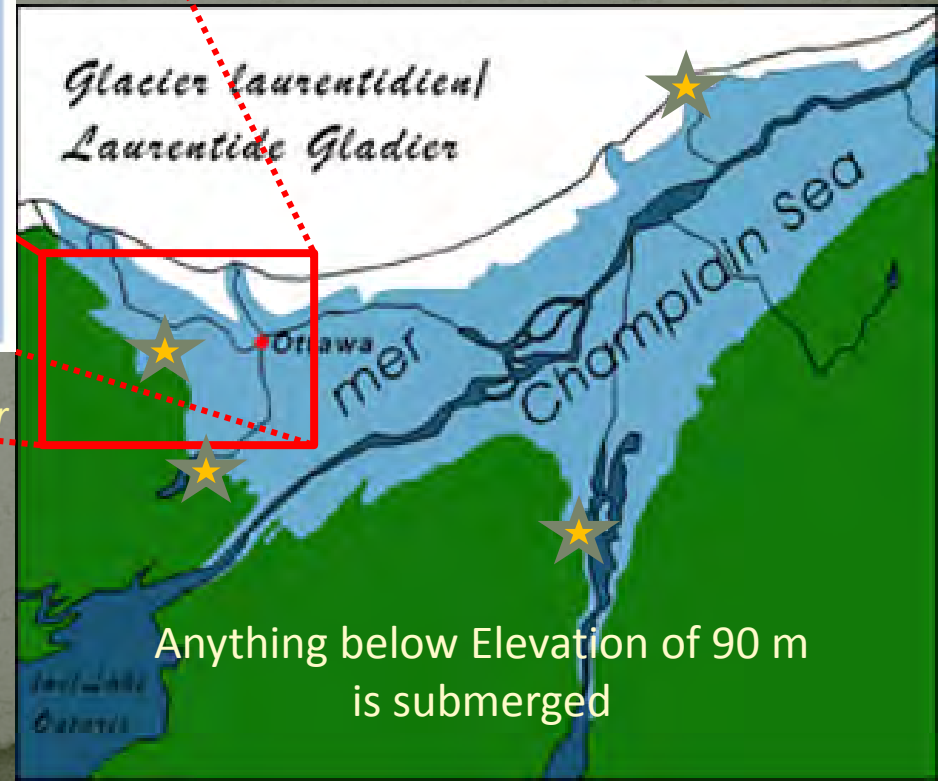 Glacier laurentidien/
Laurentide Gladier
Ottawa
mer
Champlain Sea
Anything below Elevation of 90 m
is submerged